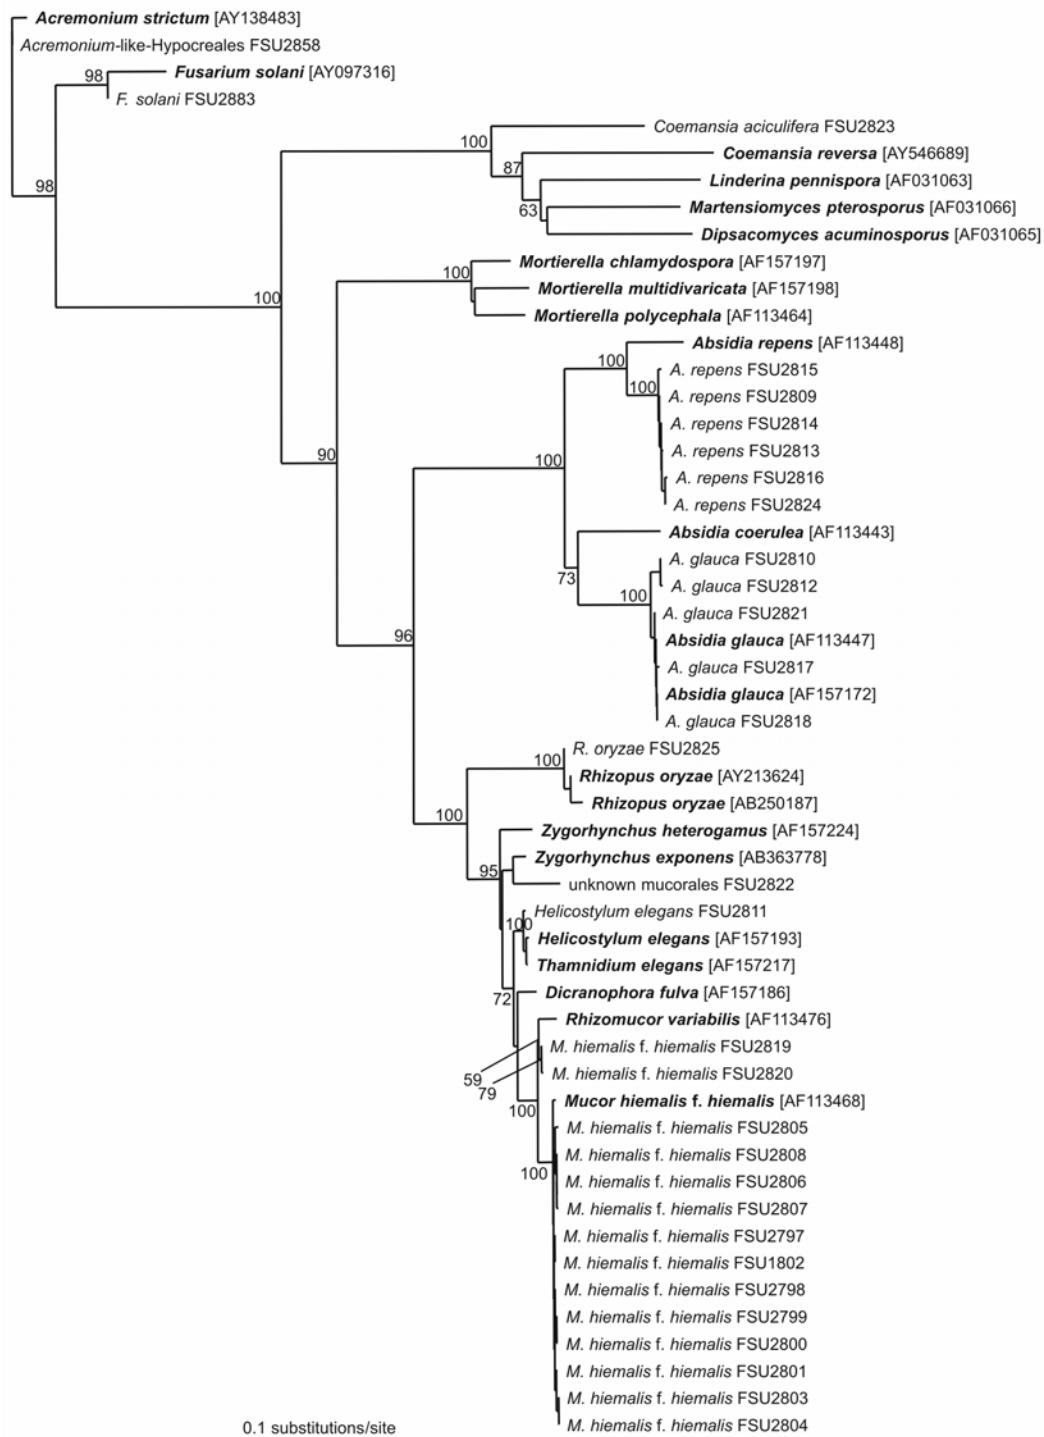 Acremonium strictum [AY138483]
Acremonium-like-Hypocreales FSU2858
98 Fusarium solani [AY097316]
F. solani FSU2883
Coemansia aciculifera FSU2823
100
Coemansia reversa [AY546689]
87
Linderina pennispora [AF031063]
98
Martensiomyces pterosporus [AF031066]
63
Dipsacomyces acuminosporus [AF031065]
Mortierella chlamydospora [AF157197]
100
Mortierella multidivaricata [AF157198]
100
Mortierella polycephala [AF113464]
Absidia repens [AF113448]
100
A. repens FSU2815
100
A. repens FSU2809
A. repens FSU2814
A. repens FSU2813
90
100
A. repens FSU2816
A. repens FSU2824
Absidia coerulea [AF113443]
A. glauca FSU2810
73
A. glauca FSU2812
100
A. glauca FSU2821
96
Absidia glauca [AF113447]
A. glauca FSU2817
Absidia glauca [AF157172]
A. glauca FSU2818
R. oryzae FSU2825
100
Rhizopus oryzae [AY213624]
Rhizopus oryzae [AB250187]
100
Zygorhynchus heterogamus [AF157224]
Zygorhynchus exponens [AB363778]
95
unknown mucorales FSU2822
Helicostylum elegans FSU2811
100
Helicostylum elegans [AF157193]
Thamnidium elegans [AF157217]
Dicranophora fulva [AF157186]
72
Rhizomucor variabilis [AF113476]
M. hiemalis f. hiemalis FSU2819
M. hiemalis f. hiemalis FSU2820
59
79
Mucor hiemalis f. hiemalis [AF113468]
100
M. hiemalis f. hiemalis FSU2805
M. hiemalis f. hiemalis FSU2808
100
M. hiemalis f. hiemalis FSU2806
M. hiemalis f. hiemalis FSU2807
M. hiemalis f. hiemalis FSU2797
M. hiemalis f. hiemalis FSU1802
M. hiemalis f. hiemalis FSU2798
M. hiemalis f. hiemalis FSU2799
M. hiemalis f. hiemalis FSU2800
M. hiemalis f. hiemalis FSU2801
M. hiemalis f. hiemalis FSU2803
M. hiemalis f. hiemalis FSU2804
0.1 substitutions/site